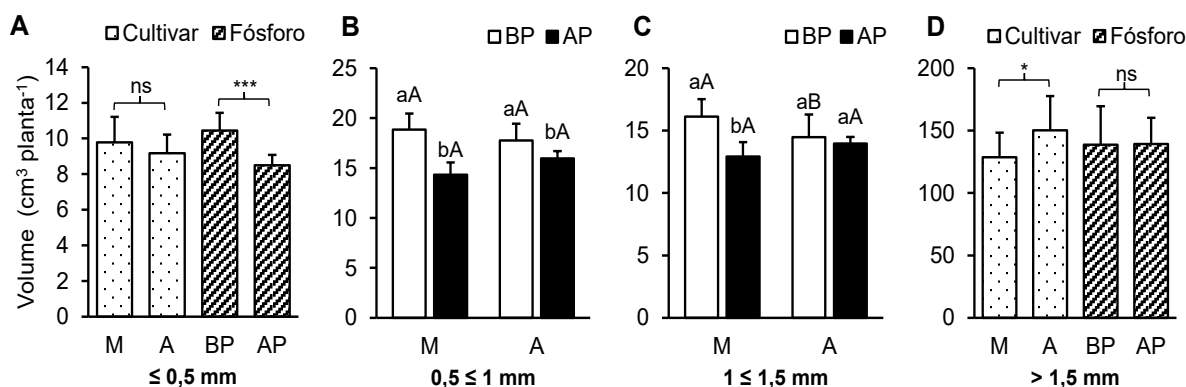 A
Cultivar Fósforo
Volume (cm³ planta⁻¹)
14
12
10
8
6
4
2
0
ns
***
M A BP AP
≤ 0,5 mm
B
BP AP
25
20
15
10
5
0
aA
bA
aA
bA
M A
0,5 ≤ 1 mm
C
BP AP
20
15
10
5
0
aA
bA
aB
aA
M A
1 ≤ 1,5 mm
D
Cultivar Fósforo
200
150
100
50
0
*
ns
M A BP AP
> 1,5 mm